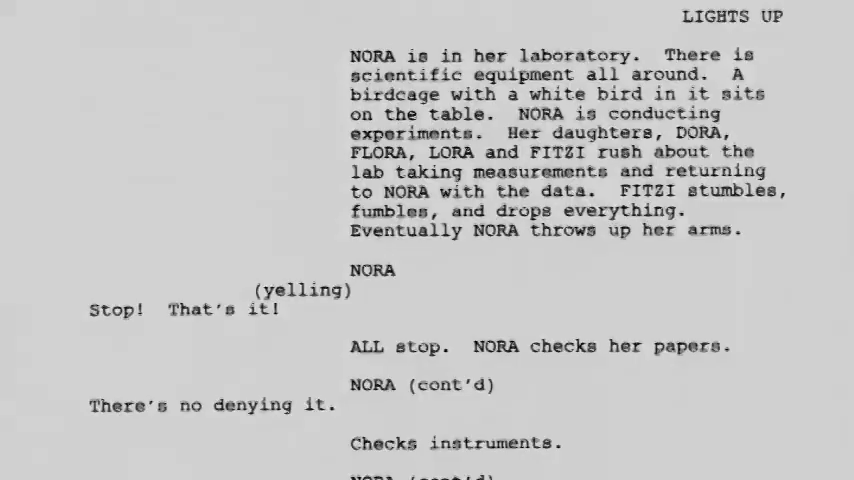 LIGHTS UP
NORA is in her laboratory.  There is
scientific equipment all around.  A
birdcage with a white bird in it sits
on the table.  NORA is conducting
experiments.  Her daughters, DORA,
FLORA, LORA and FITZI rush about the
lab taking measurements and returning
to NORA with the data.  FITZI stumbles,
fumbles, and drops everything.
Eventually NORA throws up her arms.
NORA
(yelling)
Stop!  That's it!
ALL stop.  NORA checks her papers.
NORA (cont'd)
There's no denying it.
Checks instruments.
NORA (cont'd)